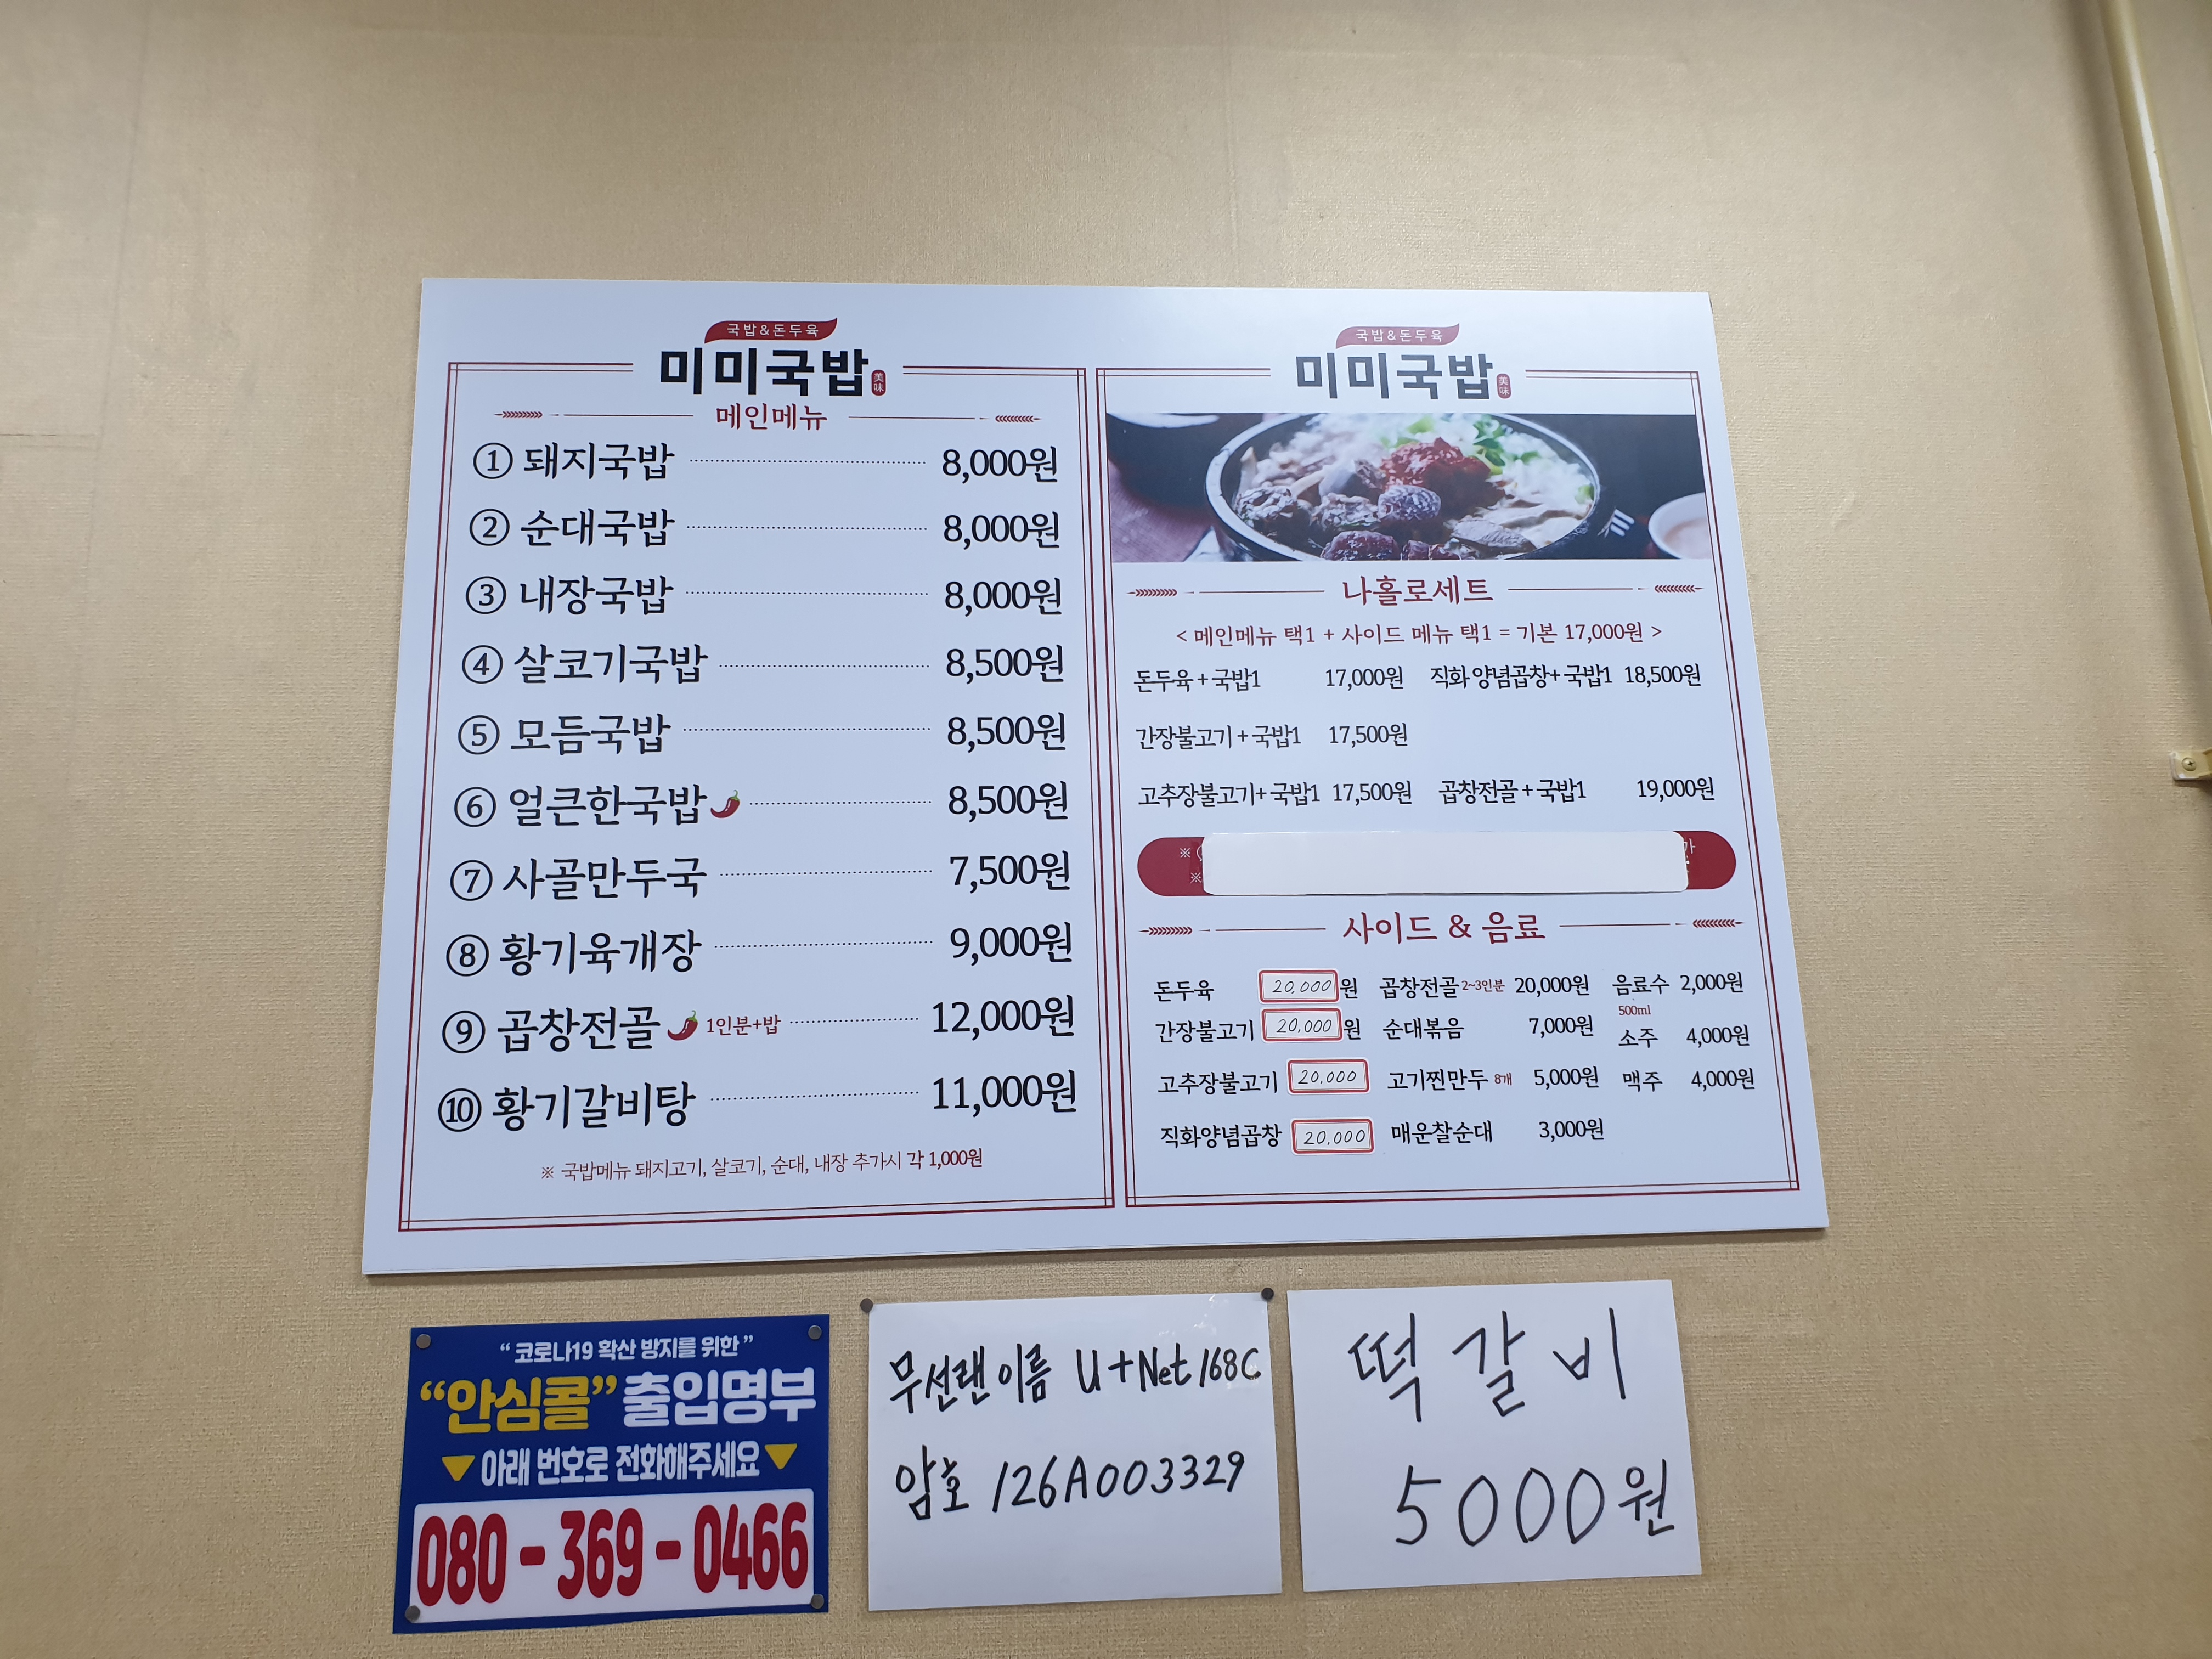 국밥&돈두육
미미국밥 美味
메인메뉴
① 돼지국밥 8,000원
② 순대국밥 8,000원
③ 내장국밥 8,000원
④ 살코기국밥 8,500원
⑤ 모듬국밥 8,500원
⑥ 얼큰한국밥 8,500원
⑦ 사골만두국 7,500원
⑧ 황기육개장 9,000원
⑨ 곱창전골 1인분+밥 12,000원
⑩ 황기갈비탕 11,000원
※ 국밥메뉴 돼지고기, 살코기, 순대, 내장 추가시 각 1,000원
국밥&돈두육
미미국밥 美味
나홀로세트
< 메인메뉴 택1 + 사이드 메뉴 택1 = 기본 17,000원 >
돈두육 + 국밥1 17,000원 직화 양념곱창+ 국밥1 18,500원
간장불고기 + 국밥1 17,500원
고추장불고기+ 국밥1 17,500원 곱창전골 + 국밥1 19,000원
※ 가
※
사이드 & 음료
돈두육 20,000원 곱창전골 2~3인분 20,000원 음료수 2,000원
500ml
간장불고기 20,000원 순대볶음 7,000원 소주 4,000원
고추장불고기 20,000 고기찐만두 8개 5,000원 맥주 4,000원
직화양념곱창 20,000 매운찰순대 3,000원
“ 코로나19 확산 방지를 위한 ”
“안심콜” 출입명부
▼ 아래 번호로 전화해주세요 ▼
080 - 369 - 0466
무선랜 이름 U+Net168C
암호 126A003329
떡갈비
5000원